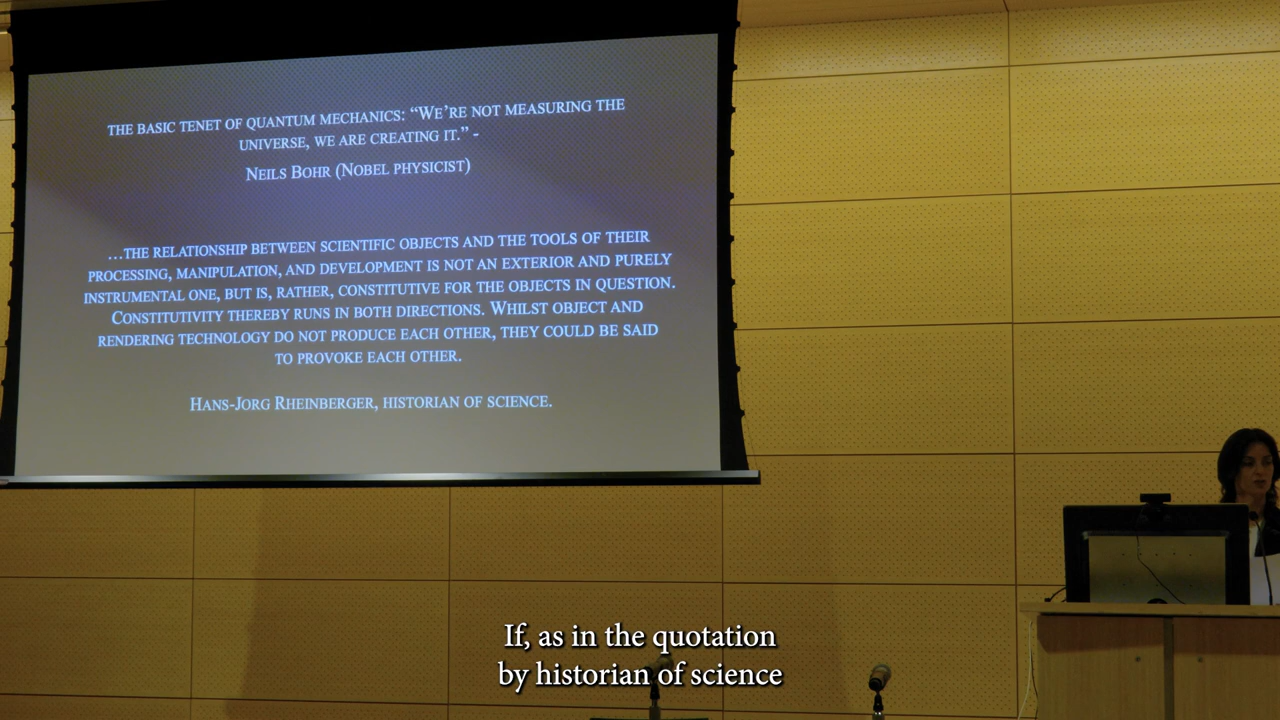 THE BASIC TENET OF QUANTUM MECHANICS: “WE’RE NOT MEASURING THE
UNIVERSE, WE ARE CREATING IT.” -
NEILS BOHR (NOBEL PHYSICIST)
…THE RELATIONSHIP BETWEEN SCIENTIFIC OBJECTS AND THE TOOLS OF THEIR
PROCESSING, MANIPULATION, AND DEVELOPMENT IS NOT AN EXTERIOR AND PURELY
INSTRUMENTAL ONE, BUT IS, RATHER, CONSTITUTIVE FOR THE OBJECTS IN QUESTION.
CONSTITUTIVITY THEREBY RUNS IN BOTH DIRECTIONS. WHILST OBJECT AND
RENDERING TECHNOLOGY DO NOT PRODUCE EACH OTHER, THEY COULD BE SAID
TO PROVOKE EACH OTHER.
HANS-JORG RHEINBERGER, HISTORIAN OF SCIENCE.
If, as in the quotation
by historian of science